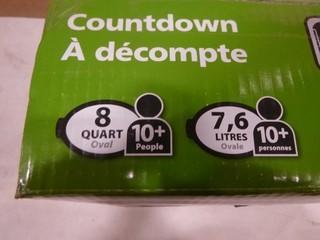 Countdown
À décompte
8
QUART
Oval
10+
People
7,6
LITRES
Ovale
10+
personnes